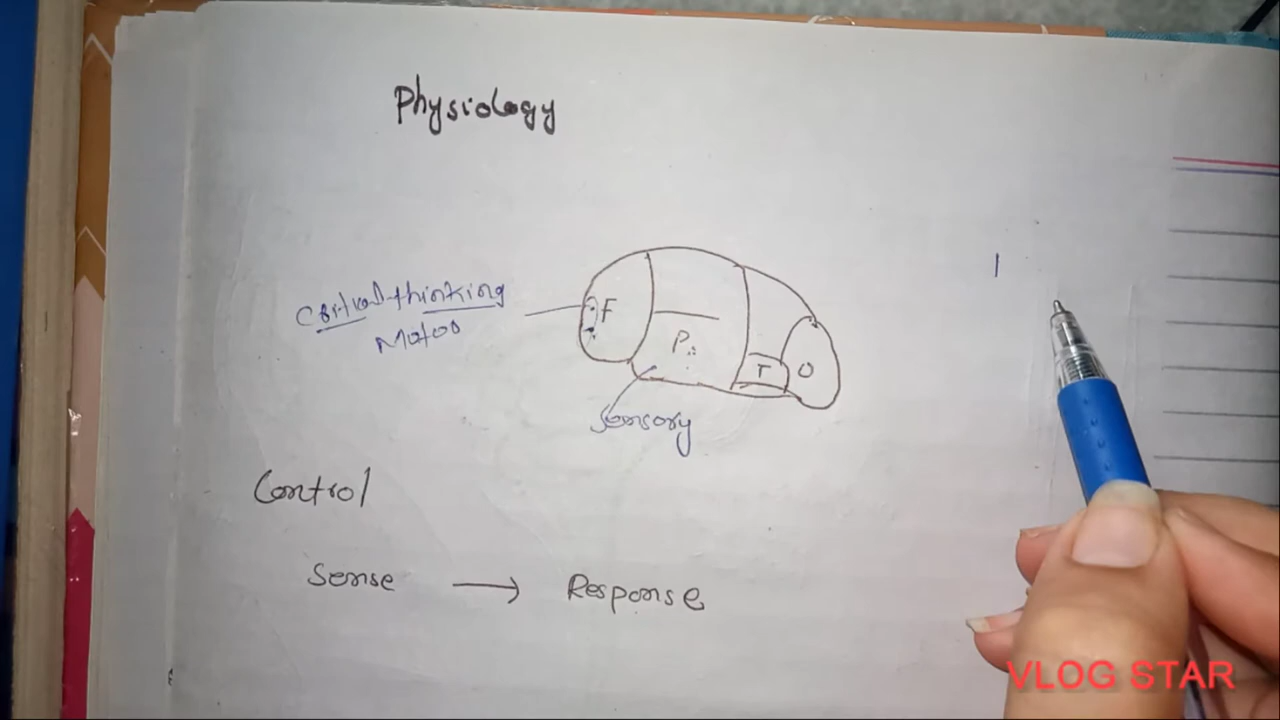 Physiology
Critical thinking
Motor
F
P
T
O
Sensory
Control
Sense → Response
VLOG STAR